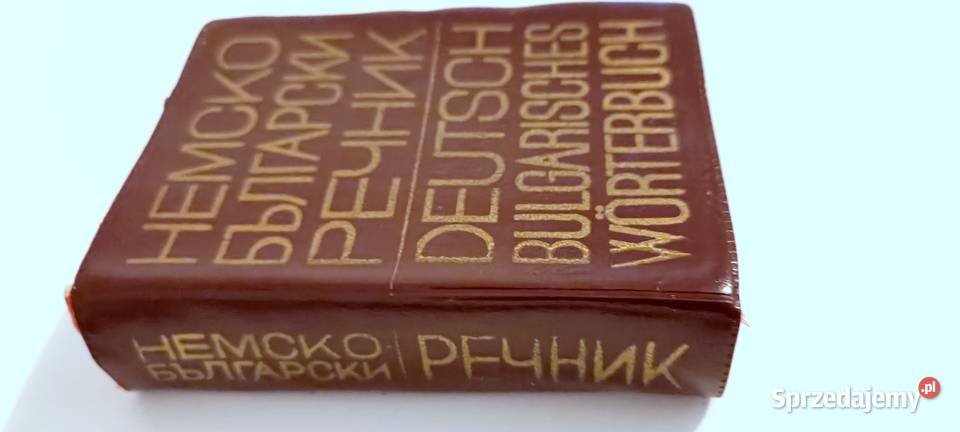 НЕМСКО
БЪЛГАРСКИ
РЕЧНИК
DEUTSCH
BULGARISCHES
WÖRTERBUCH
НЕМСКО
БЪЛГАРСКИ
РЕЧНИК
Sprzedajemy.pl